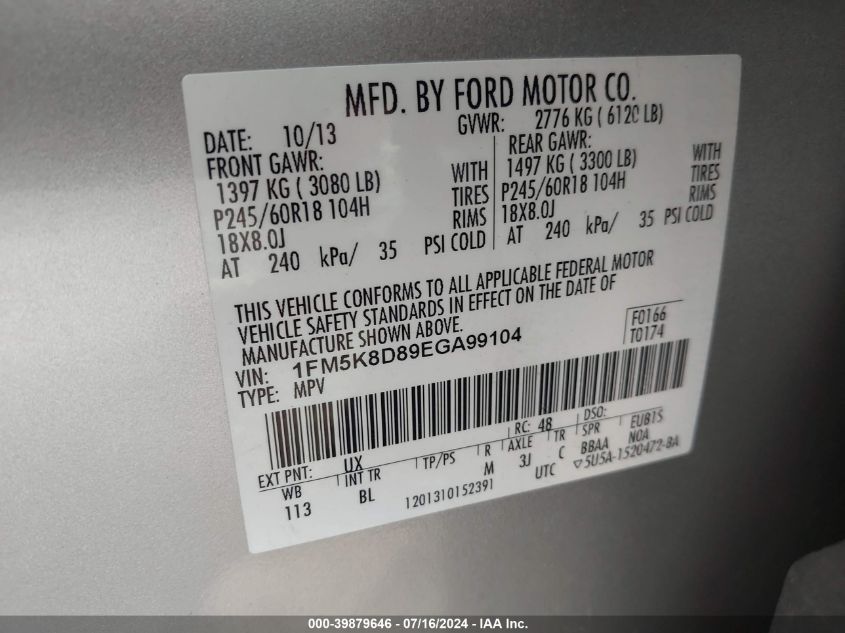 MFD. BY FORD MOTOR CO.
DATE: 10/13 GVWR: 2776 KG ( 6120 LB)
FRONT GAWR: REAR GAWR:
1397 KG ( 3080 LB) WITH 1497 KG ( 3300 LB) WITH
P245/60R18 104H TIRES P245/60R18 104H TIRES
18X8.0J RIMS 18X8.0J RIMS
AT 240 kPa/ 35 PSI COLD AT 240 kPa/ 35 PSI COLD
THIS VEHICLE CONFORMS TO ALL APPLICABLE FEDERAL MOTOR
VEHICLE SAFETY STANDARDS IN EFFECT ON THE DATE OF
MANUFACTURE SHOWN ABOVE.
F0166
VIN: 1FM5K8D89EGA99104 T0174
TYPE: MPV
EXT PNT: UX RC: 48 DSO:
WB INT TR TP/PS R AXLE TR SPR EUB15
113 BL M 3J C BBAA NOA
1201310152391 UTC ▽5U5A-1520472-BA
000-39879646 / 07/16/2024 — IAA Inc.